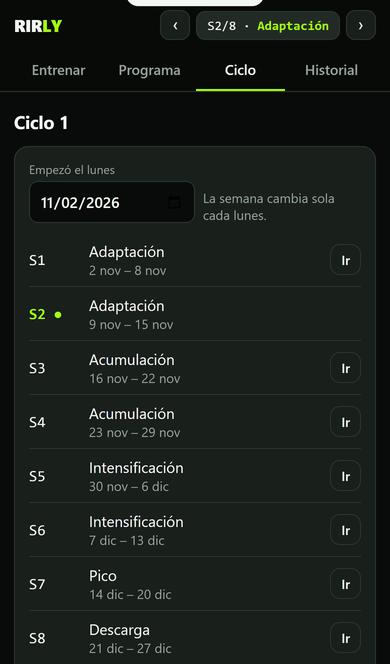 RIRLY
‹
S2/8 · Adaptación
›
Entrenar
Programa
Ciclo
Historial
Ciclo 1
Empezó el lunes
11/02/2026
La semana cambia sola
cada lunes.
S1
Adaptación
2 nov – 8 nov
Ir
S2
Adaptación
9 nov – 15 nov
S3
Acumulación
16 nov – 22 nov
Ir
S4
Acumulación
23 nov – 29 nov
Ir
S5
Intensificación
30 nov – 6 dic
Ir
S6
Intensificación
7 dic – 13 dic
Ir
S7
Pico
14 dic – 20 dic
Ir
S8
Descarga
21 dic – 27 dic
Ir